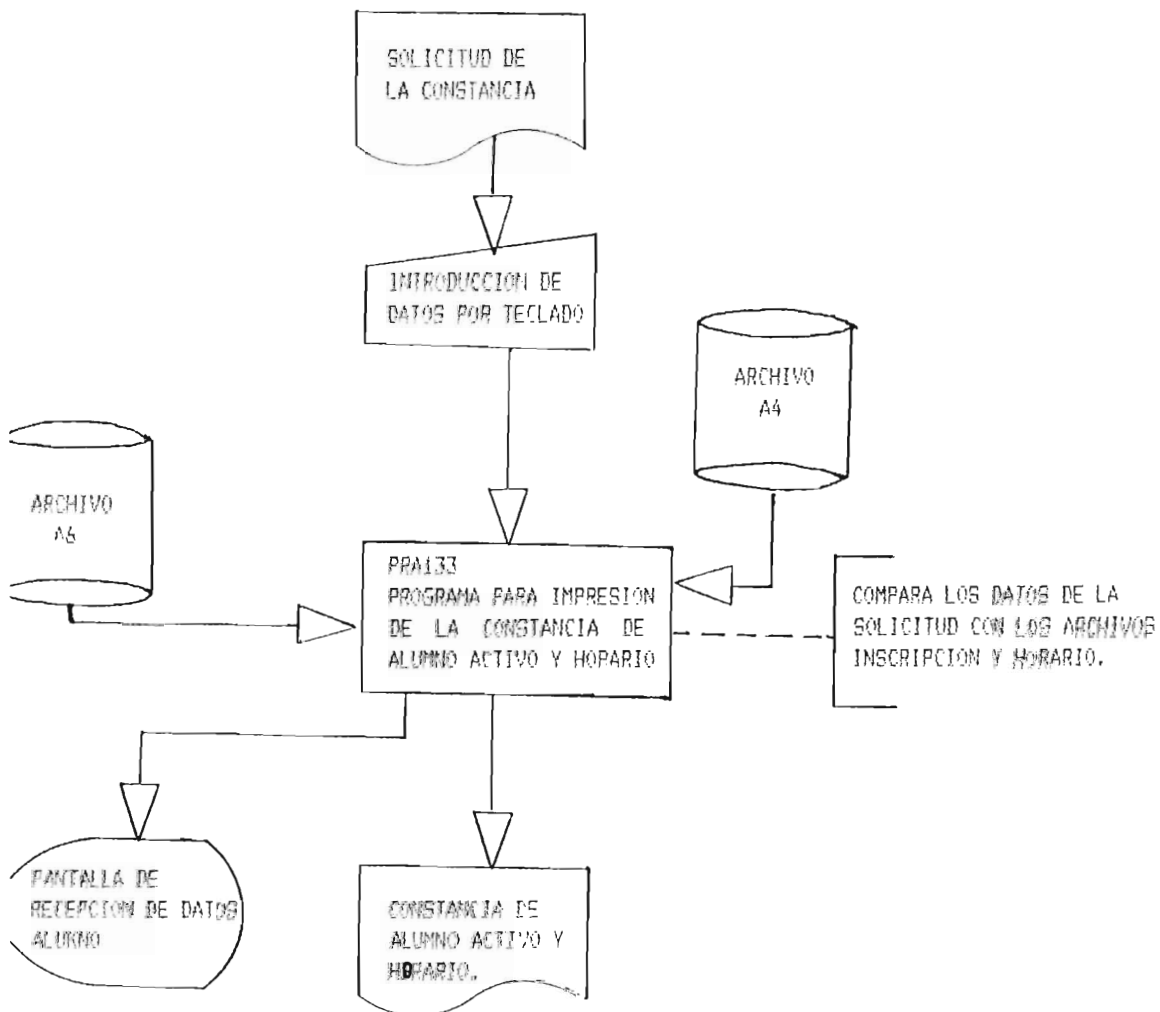 SOLICITUD DE
LA CONSTANCIA
INTRODUCCION DE
DATOS POR TECLADO
ARCHIVO
A4
ARCHIVO
A6
PRA133
PROGRAMA PARA IMPRESION
DE LA CONSTANCIA DE
ALUMNO ACTIVO Y HORARIO
COMPARA LOS DATOS DE LA
SOLICITUD CON LOS ARCHIVOS
INSCRIPCION Y HORARIO.
PANTALLA DE
RECEPCION DE DATOS
ALUMNO
CONSTANCIA DE
ALUMNO ACTIVO Y
HORARIO.